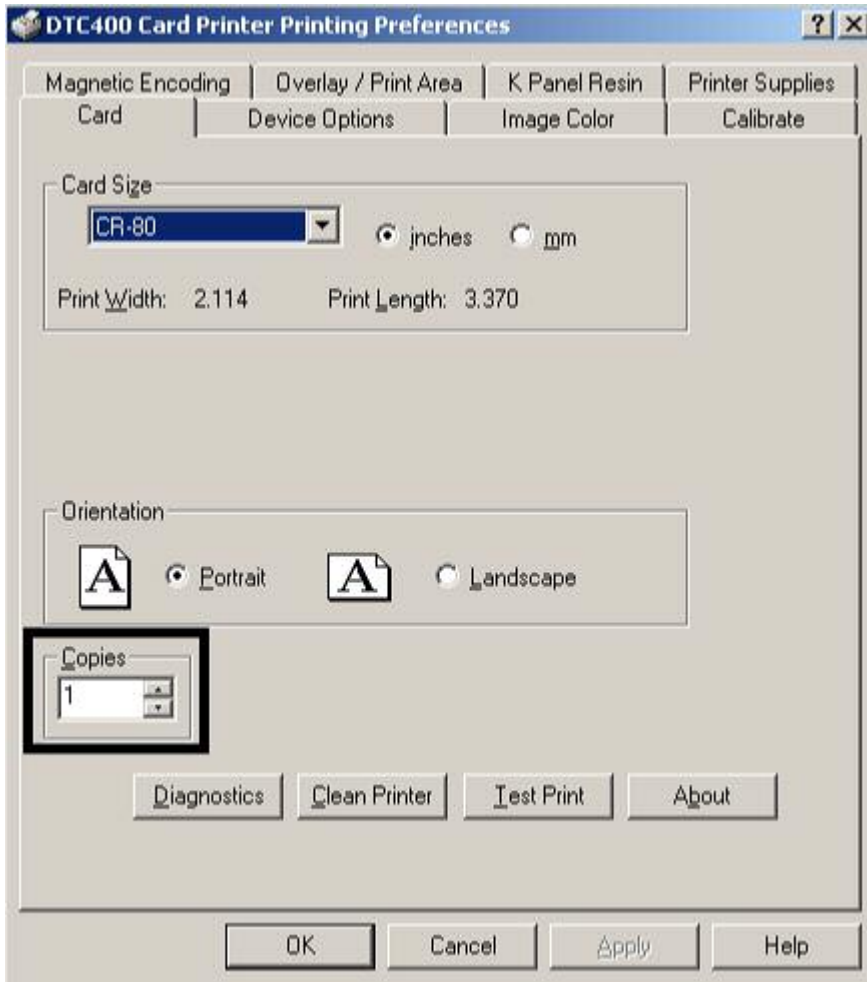 DTC400 Card Printer Printing Preferences
Magnetic Encoding Overlay / Print Area K Panel Resin Printer Supplies
Card Device Options Image Color Calibrate
Card Size
CR-80 inches mm
Print Width: 2.114 Print Length: 3.370
Orientation
A Portrait A Landscape
Copies
1
Diagnostics Clean Printer Test Print About
OK Cancel Apply Help